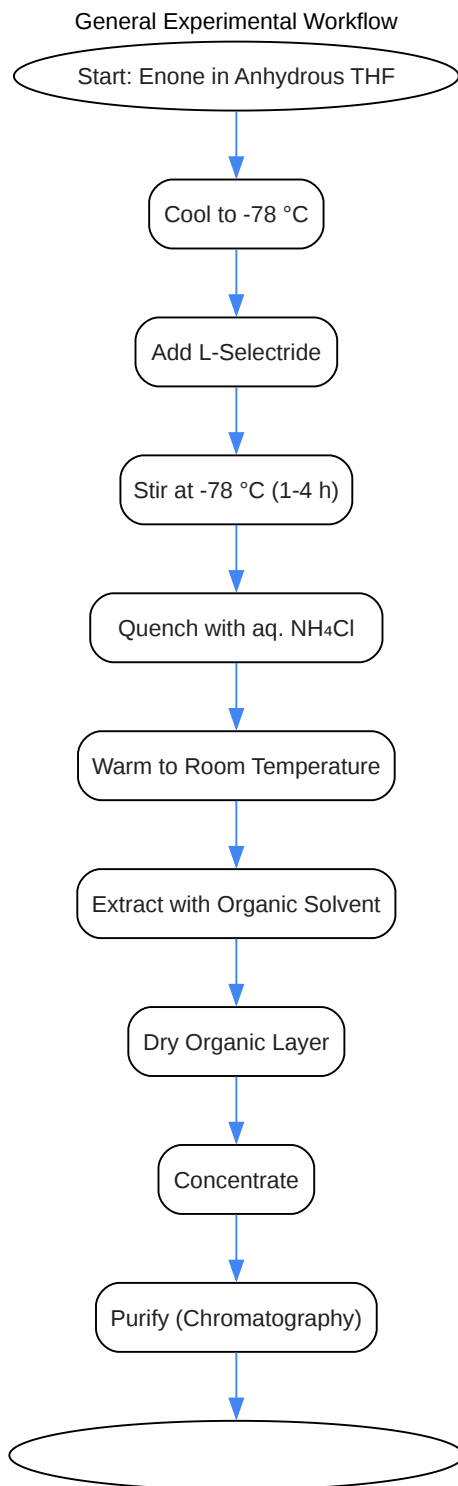 General Experimental Workflow
Start: Enone in Anhydrous THF
Cool to -78 °C
Add L-Selectride
Stir at -78 °C (1-4 h)
Quench with aq. NH₄Cl
Warm to Room Temperature
Extract with Organic Solvent
Dry Organic Layer
Concentrate
Purify (Chromatography)